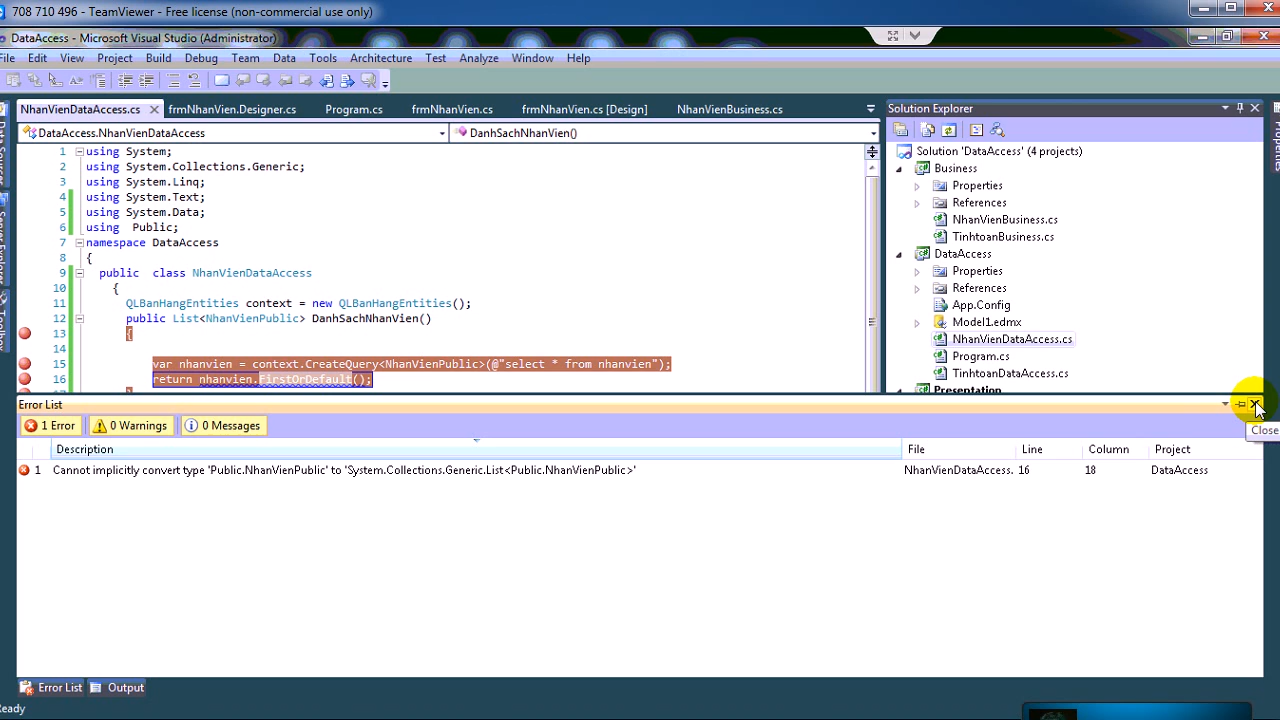 708 710 496 - TeamViewer - Free license (non-commercial use only)
DataAccess - Microsoft Visual Studio (Administrator)
File Edit View Project Build Debug Team Data Tools Architecture Test Analyze Window Help
NhanVienDataAccess.cs frmNhanVien.Designer.cs Program.cs frmNhanVien.cs frmNhanVien.cs [Design] NhanVienBusiness.cs
DataAccess.NhanVienDataAccess DanhSachNhanVien()
1 using System;
2 using System.Collections.Generic;
3 using System.Linq;
4 using System.Text;
5 using System.Data;
6 using Public;
7 namespace DataAccess
8 {
9 public class NhanVienDataAccess
10 {
11 QLBanHangEntities context = new QLBanHangEntities();
12 public List<NhanVienPublic> DanhSachNhanVien()
13 {
14
15 var nhanvien = context.CreateQuery<NhanVienPublic>(@"select * from nhanvien");
16 return nhanvien.FirstOrDefault();
Solution Explorer
Solution 'DataAccess' (4 projects)
Business
Properties
References
NhanVienBusiness.cs
TinhtoanBusiness.cs
DataAccess
Properties
References
App.Config
Model1.edmx
NhanVienDataAccess.cs
Program.cs
TinhtoanDataAccess.cs
Presentation
Data Sources
Server Explorer
Toolbox
Properties
Error List
Close
1 Error 0 Warnings 0 Messages
Description File Line Column Project
1 Cannot implicitly convert type 'Public.NhanVienPublic' to 'System.Collections.Generic.List<Public.NhanVienPublic>' NhanVienDataAccess. 16 18 DataAccess
Error List Output
Ready